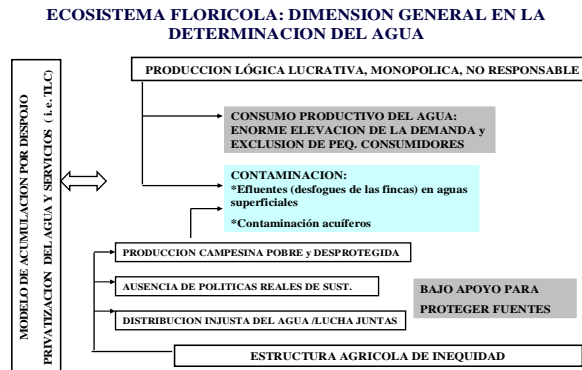 ECOSISTEMA FLORICOLA: DIMENSION GENERAL EN LA
DETERMINACION DEL AGUA
MODELO DE ACUMULACION POR DESPOJO
PRIVATIZACION DEL AGUA Y SERVICIOS ( i. e. TLC)
PRODUCCION LÓGICA LUCRATIVA, MONOPOLICA, NO RESPONSABLE
CONSUMO PRODUCTIVO DEL AGUA:
ENORME ELEVACION DE LA DEMANDA y
EXCLUSION DE PEQ. CONSUMIDORES
CONTAMINACION:
*Efluentes (desfogues de las fincas) en aguas
superficiales
*Contaminación acuíferos
PRODUCCION CAMPESINA POBRE y DESPROTEGIDA
AUSENCIA DE POLITICAS REALES DE SUST.
BAJO APOYO PARA
PROTEGER FUENTES
DISTRIBUCION INJUSTA DEL AGUA /LUCHA JUNTAS
ESTRUCTURA AGRICOLA DE INEQUIDAD